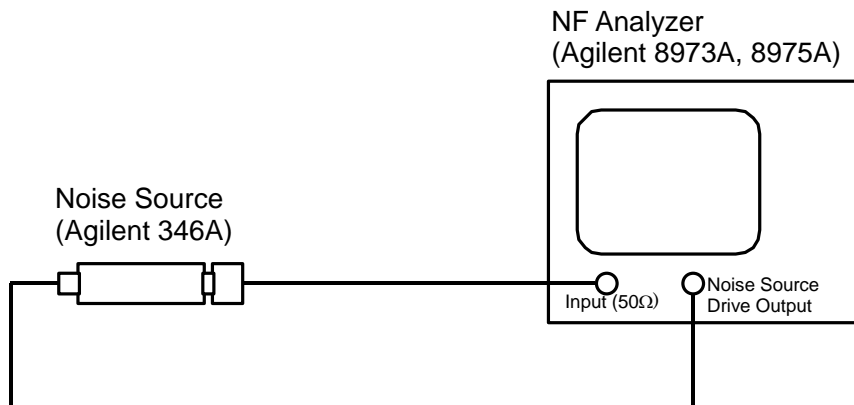 NF Analyzer
(Agilent 8973A, 8975A)
Noise Source
(Agilent 346A)
Input (50Ω)
Noise Source
Drive Output